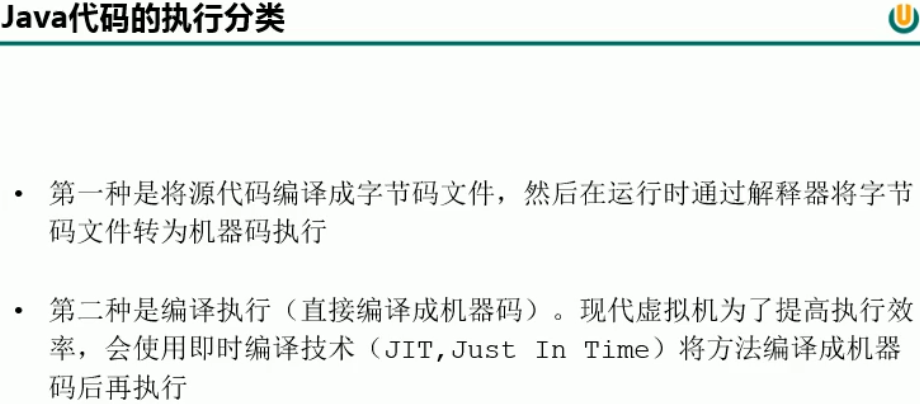 Java代码的执行分类
• 第一种是将源代码编译成字节码文件，然后在运行时通过解释器将字节
码文件转为机器码执行
• 第二种是编译执行（直接编译成机器码）。现代虚拟机为了提高执行效
率，会使用即时编译技术（JIT,Just In Time）将方法编译成机器
码后再执行